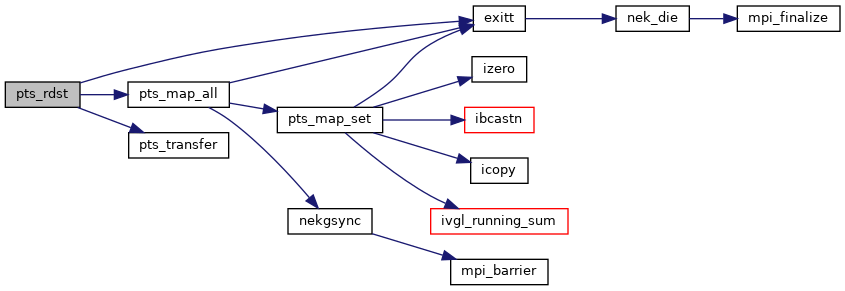 exitt
nek_die
mpi_finalize
izero
pts_rdst
pts_map_all
pts_map_set
ibcastn
pts_transfer
icopy
nekgsync
ivgl_running_sum
mpi_barrier